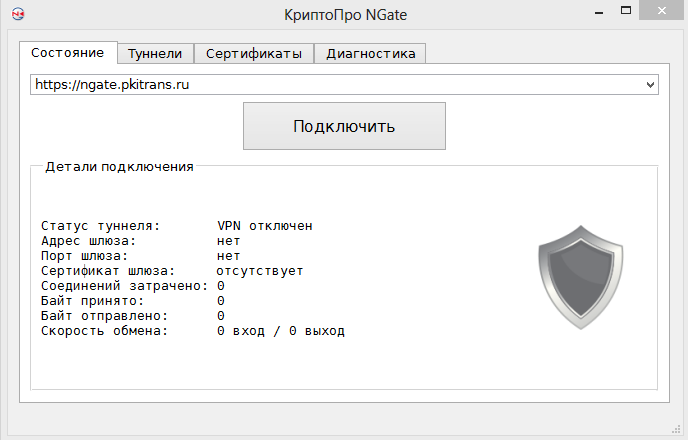 КриптоПро NGate
Состояние Туннели Сертификаты Диагностика
https://ngate.pkitrans.ru
Подключить
Детали подключения
Статус туннеля: VPN отключен
Адрес шлюза: нет
Порт шлюза: нет
Сертификат шлюза: отсутствует
Соединений затрачено: 0
Байт принято: 0
Байт отправлено: 0
Скорость обмена: 0 вход / 0 выход